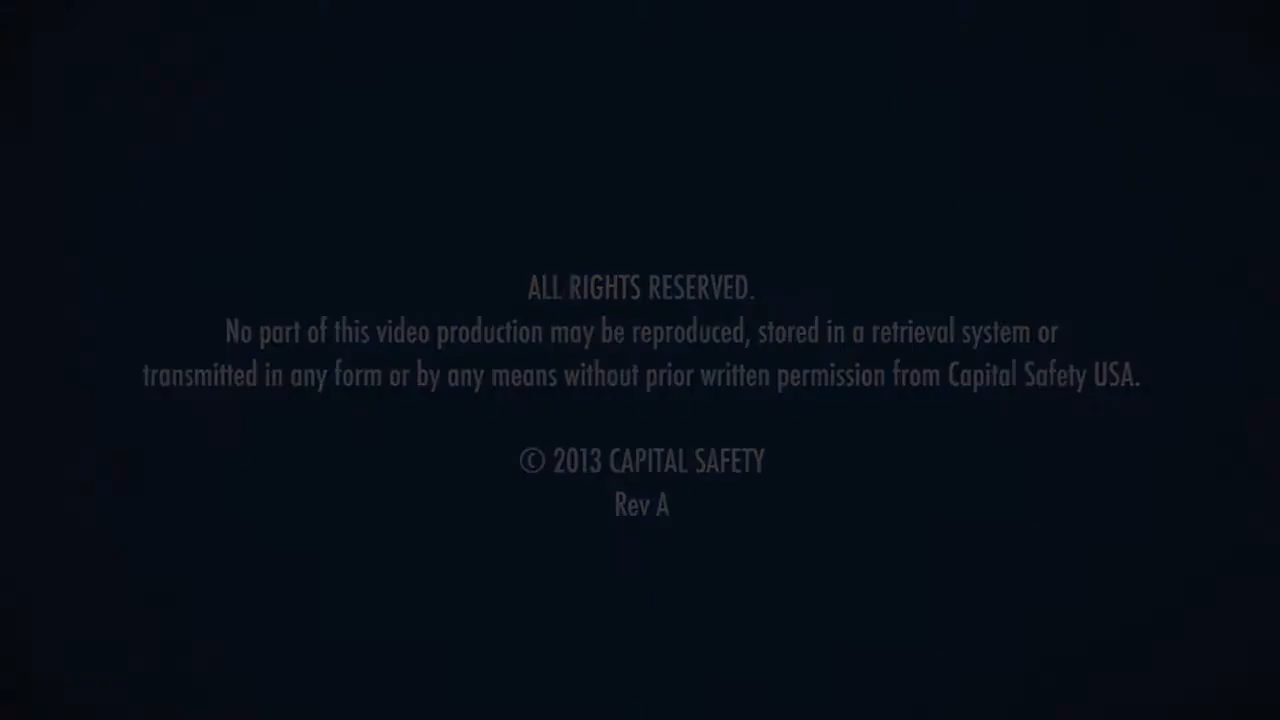 ALL RIGHTS RESERVED.
No part of this video production may be reproduced, stored in a retrieval system or
transmitted in any form or by any means without prior written permission from Capital Safety USA.
© 2013 CAPITAL SAFETY
Rev A